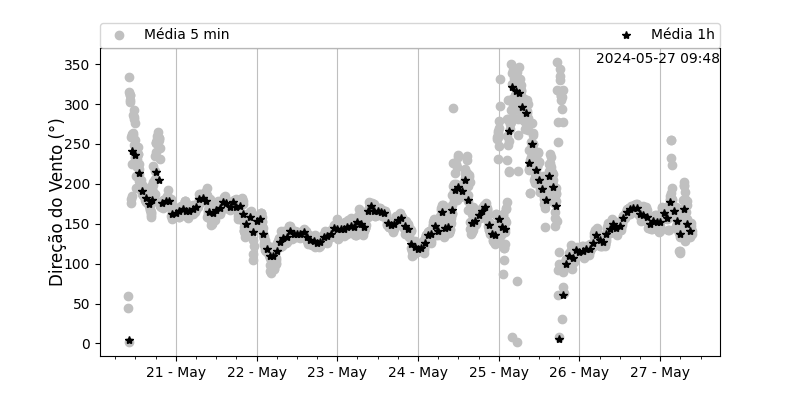 Média 5 min
Média 1h
2024-05-27 09:48
Direção do Vento (°)
350
300
250
200
150
100
50
0
21 - May
22 - May
23 - May
24 - May
25 - May
26 - May
27 - May